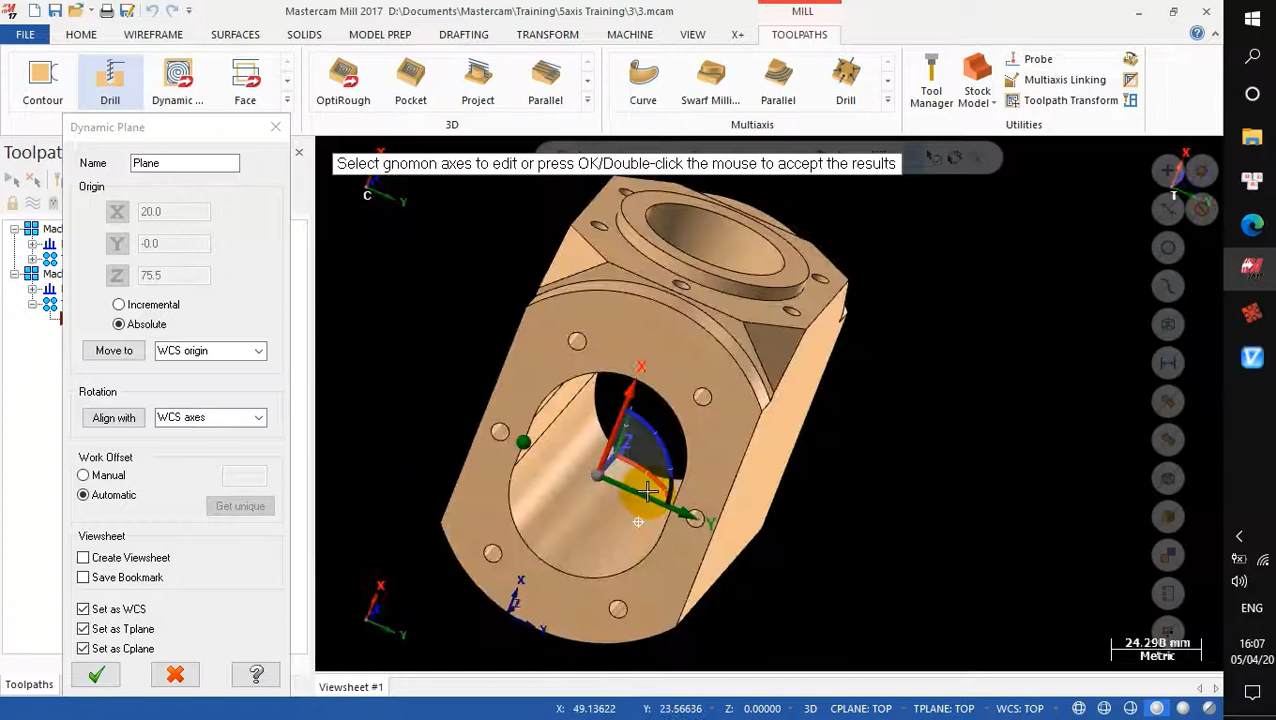 Mastercam Mill 2017 D:\Documents\Mastercam\Training\5axis Training\3\3.mcam
MILL
17
FILE HOME WIREFRAME SURFACES SOLIDS MODEL PREP DRAFTING TRANSFORM MACHINE VIEW X+ TOOLPATHS
Contour Drill Dynamic ... Face
OptiRough Pocket Project Parallel
3D
Curve Swarf Milli... Parallel Drill
Multiaxis
Tool Manager
Stock Model
Probe
Multiaxis Linking
Toolpath Transform
Utilities
Toolpaths
Mac
Mac
Dynamic Plane
Name Plane
Origin
X 20.0
Y -0.0
Z 75.5
Incremental
Absolute
Move to WCS origin
Rotation
Align with WCS axes
Work Offset
Manual
Automatic
Get unique
Viewsheet
Create Viewsheet
Save Bookmark
Set as WCS
Set as Tplane
Set as Cplane
Select gnomon axes to edit or press OK/Double-click the mouse to accept the results
C Y
X
T Y
X
Z
Y
X
Z
X
Y
24.290 mm
Metric
Toolpaths
Viewsheet #1
X: 49.13622 Y: 23.56636 Z: 0.00000 3D CPLANE: TOP TPLANE: TOP WCS: TOP
ENG
16:07
05/04/20